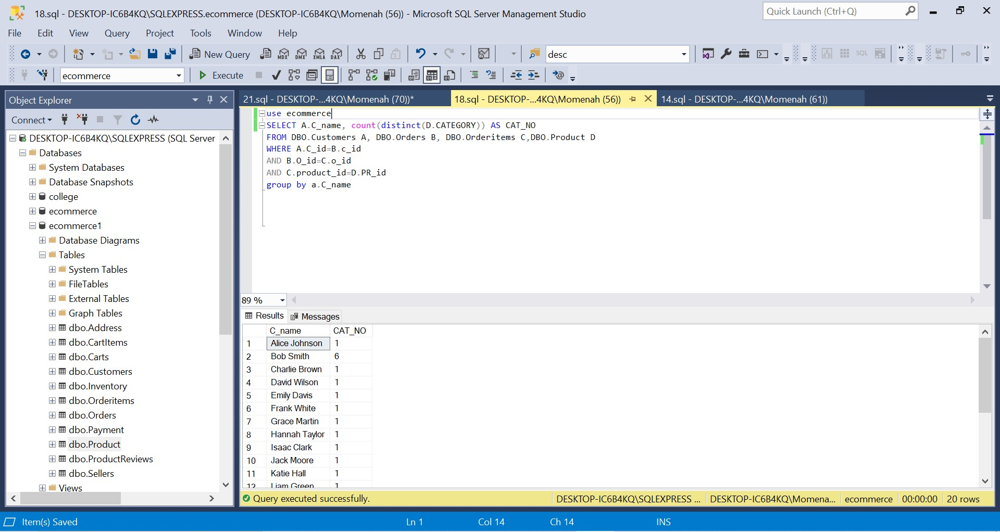 18.sql - DESKTOP-IC6B4KQ\SQLEXPRESS.ecommerce (DESKTOP-IC6B4KQ\Momenah (56)) - Microsoft SQL Server Management Studio
Quick Launch (Ctrl+Q)
File Edit View Query Project Tools Window Help
New Query MDX DMX XMLA DAX desc SQL
ecommerce Execute
Object Explorer
Connect
DESKTOP-IC6B4KQ\SQLEXPRESS (SQL Server
Databases
System Databases
Database Snapshots
college
ecommerce
ecommerce1
Database Diagrams
Tables
System Tables
FileTables
External Tables
Graph Tables
dbo.Address
dbo.CartItems
dbo.Carts
dbo.Customers
dbo.Inventory
dbo.Orderitems
dbo.Orders
dbo.Payment
dbo.Product
dbo.ProductReviews
dbo.Sellers
Views
21.sql - DESKTOP-...4KQ\Momenah (70))* 18.sql - DESKTOP-...4KQ\Momenah (56)) 14.sql - DESKTOP-...4KQ\Momenah (61))
use ecommerce
SELECT A.C_name, count(distinct(D.CATEGORY)) AS CAT_NO
FROM DBO.Customers A, DBO.Orders B, DBO.Orderitems C,DBO.Product D
WHERE A.C_id=B.c_id
AND B.O_id=C.o_id
AND C.product_id=D.PR_id
group by a.C_name
89 %
Results Messages
C_name CAT_NO
1 Alice Johnson 1
2 Bob Smith 6
3 Charlie Brown 1
4 David Wilson 1
5 Emily Davis 1
6 Frank White 1
7 Grace Martin 1
8 Hannah Taylor 1
9 Isaac Clark 1
10 Jack Moore 1
11 Katie Hall 1
12 Liam Green 1
Query executed successfully. DESKTOP-IC6B4KQ\SQLEXPRESS ... DESKTOP-IC6B4KQ\Momena... ecommerce 00:00:00 20 rows
Item(s) Saved Ln 1 Col 14 Ch 14 INS